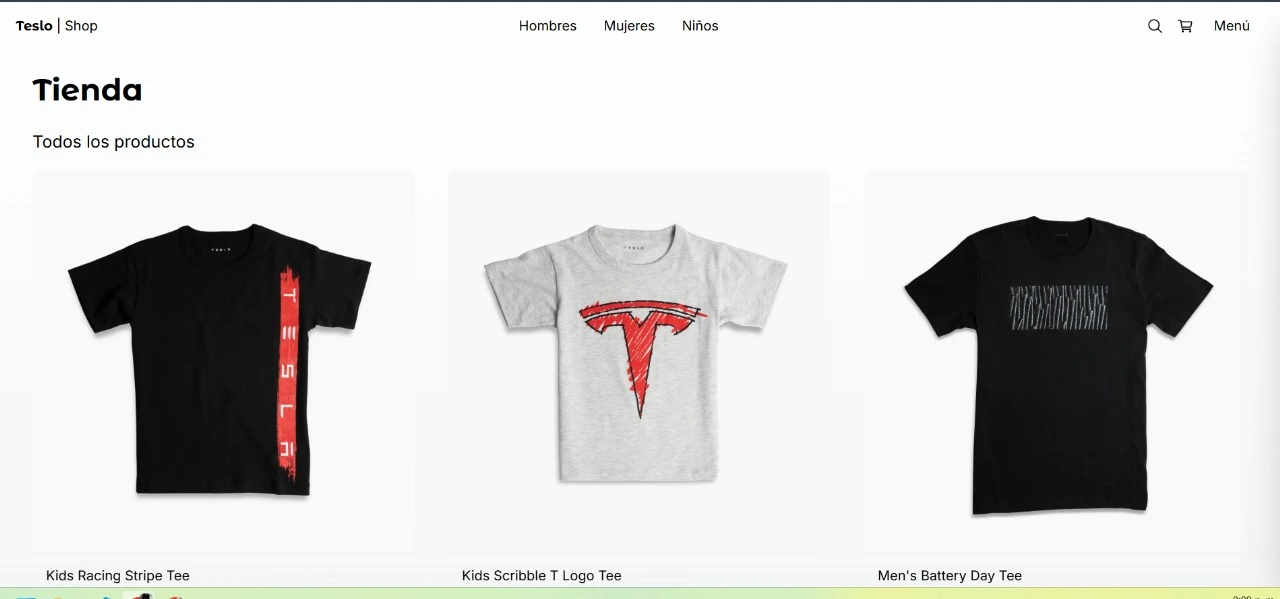 Teslo | Shop
Hombres
Mujeres
Niños
Menú
Tienda
Todos los productos
TESLA
Kids Racing Stripe Tee
Kids Scribble T Logo Tee
Men's Battery Day Tee